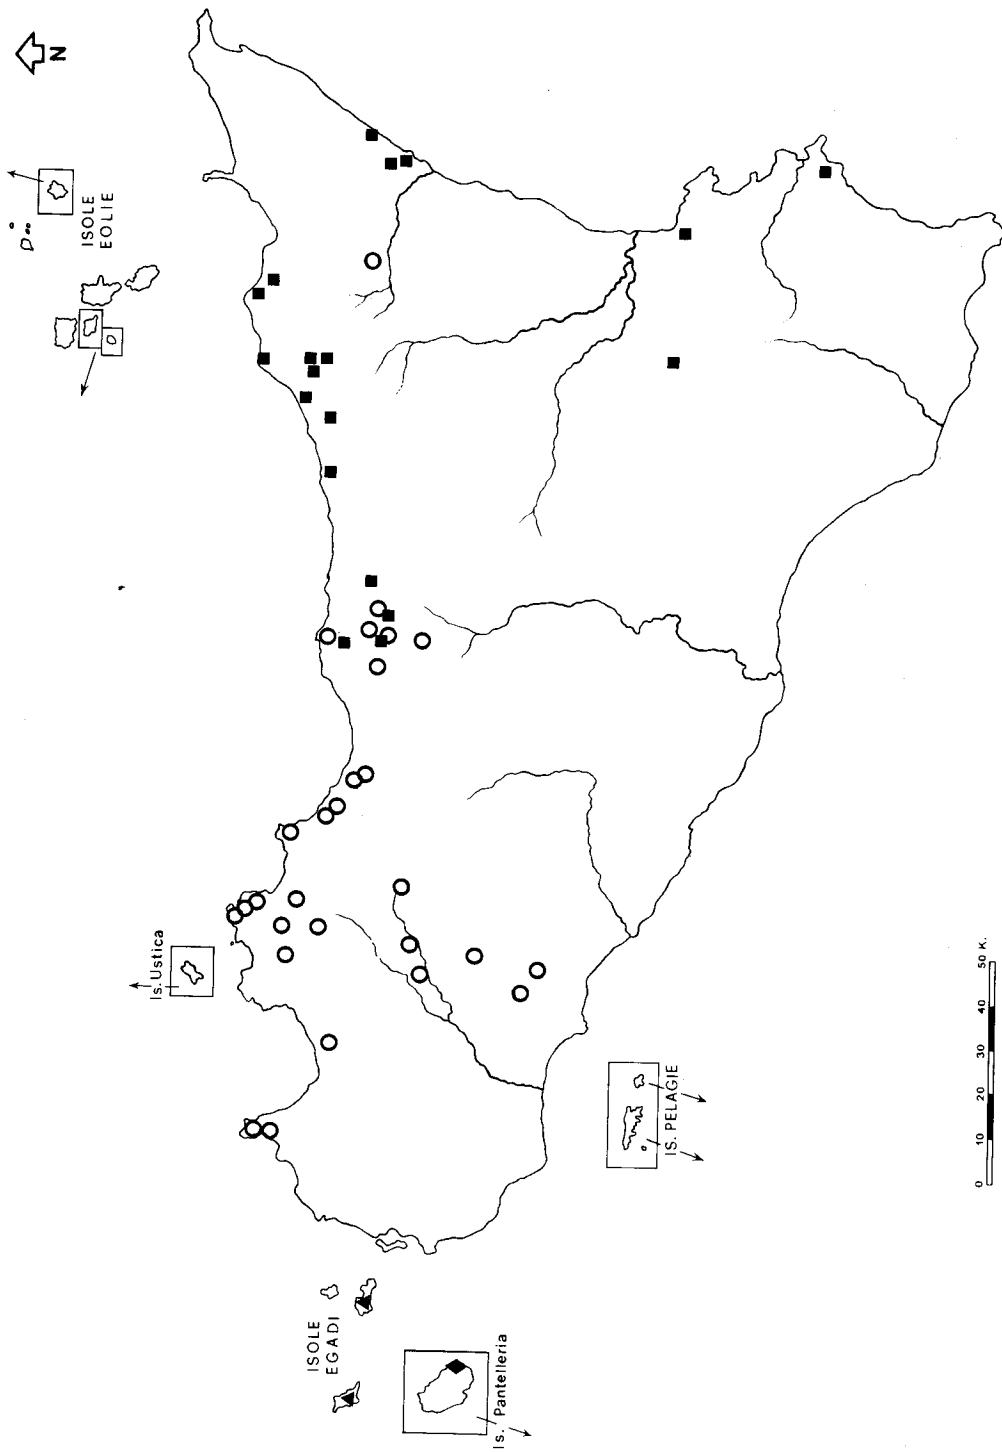 N
ISOLE
EOLIE
Is. Ustica
ISOLE
EGADI
Is. Pantelleria
IS. PELAGIE
0 10 20 30 40 50 K.